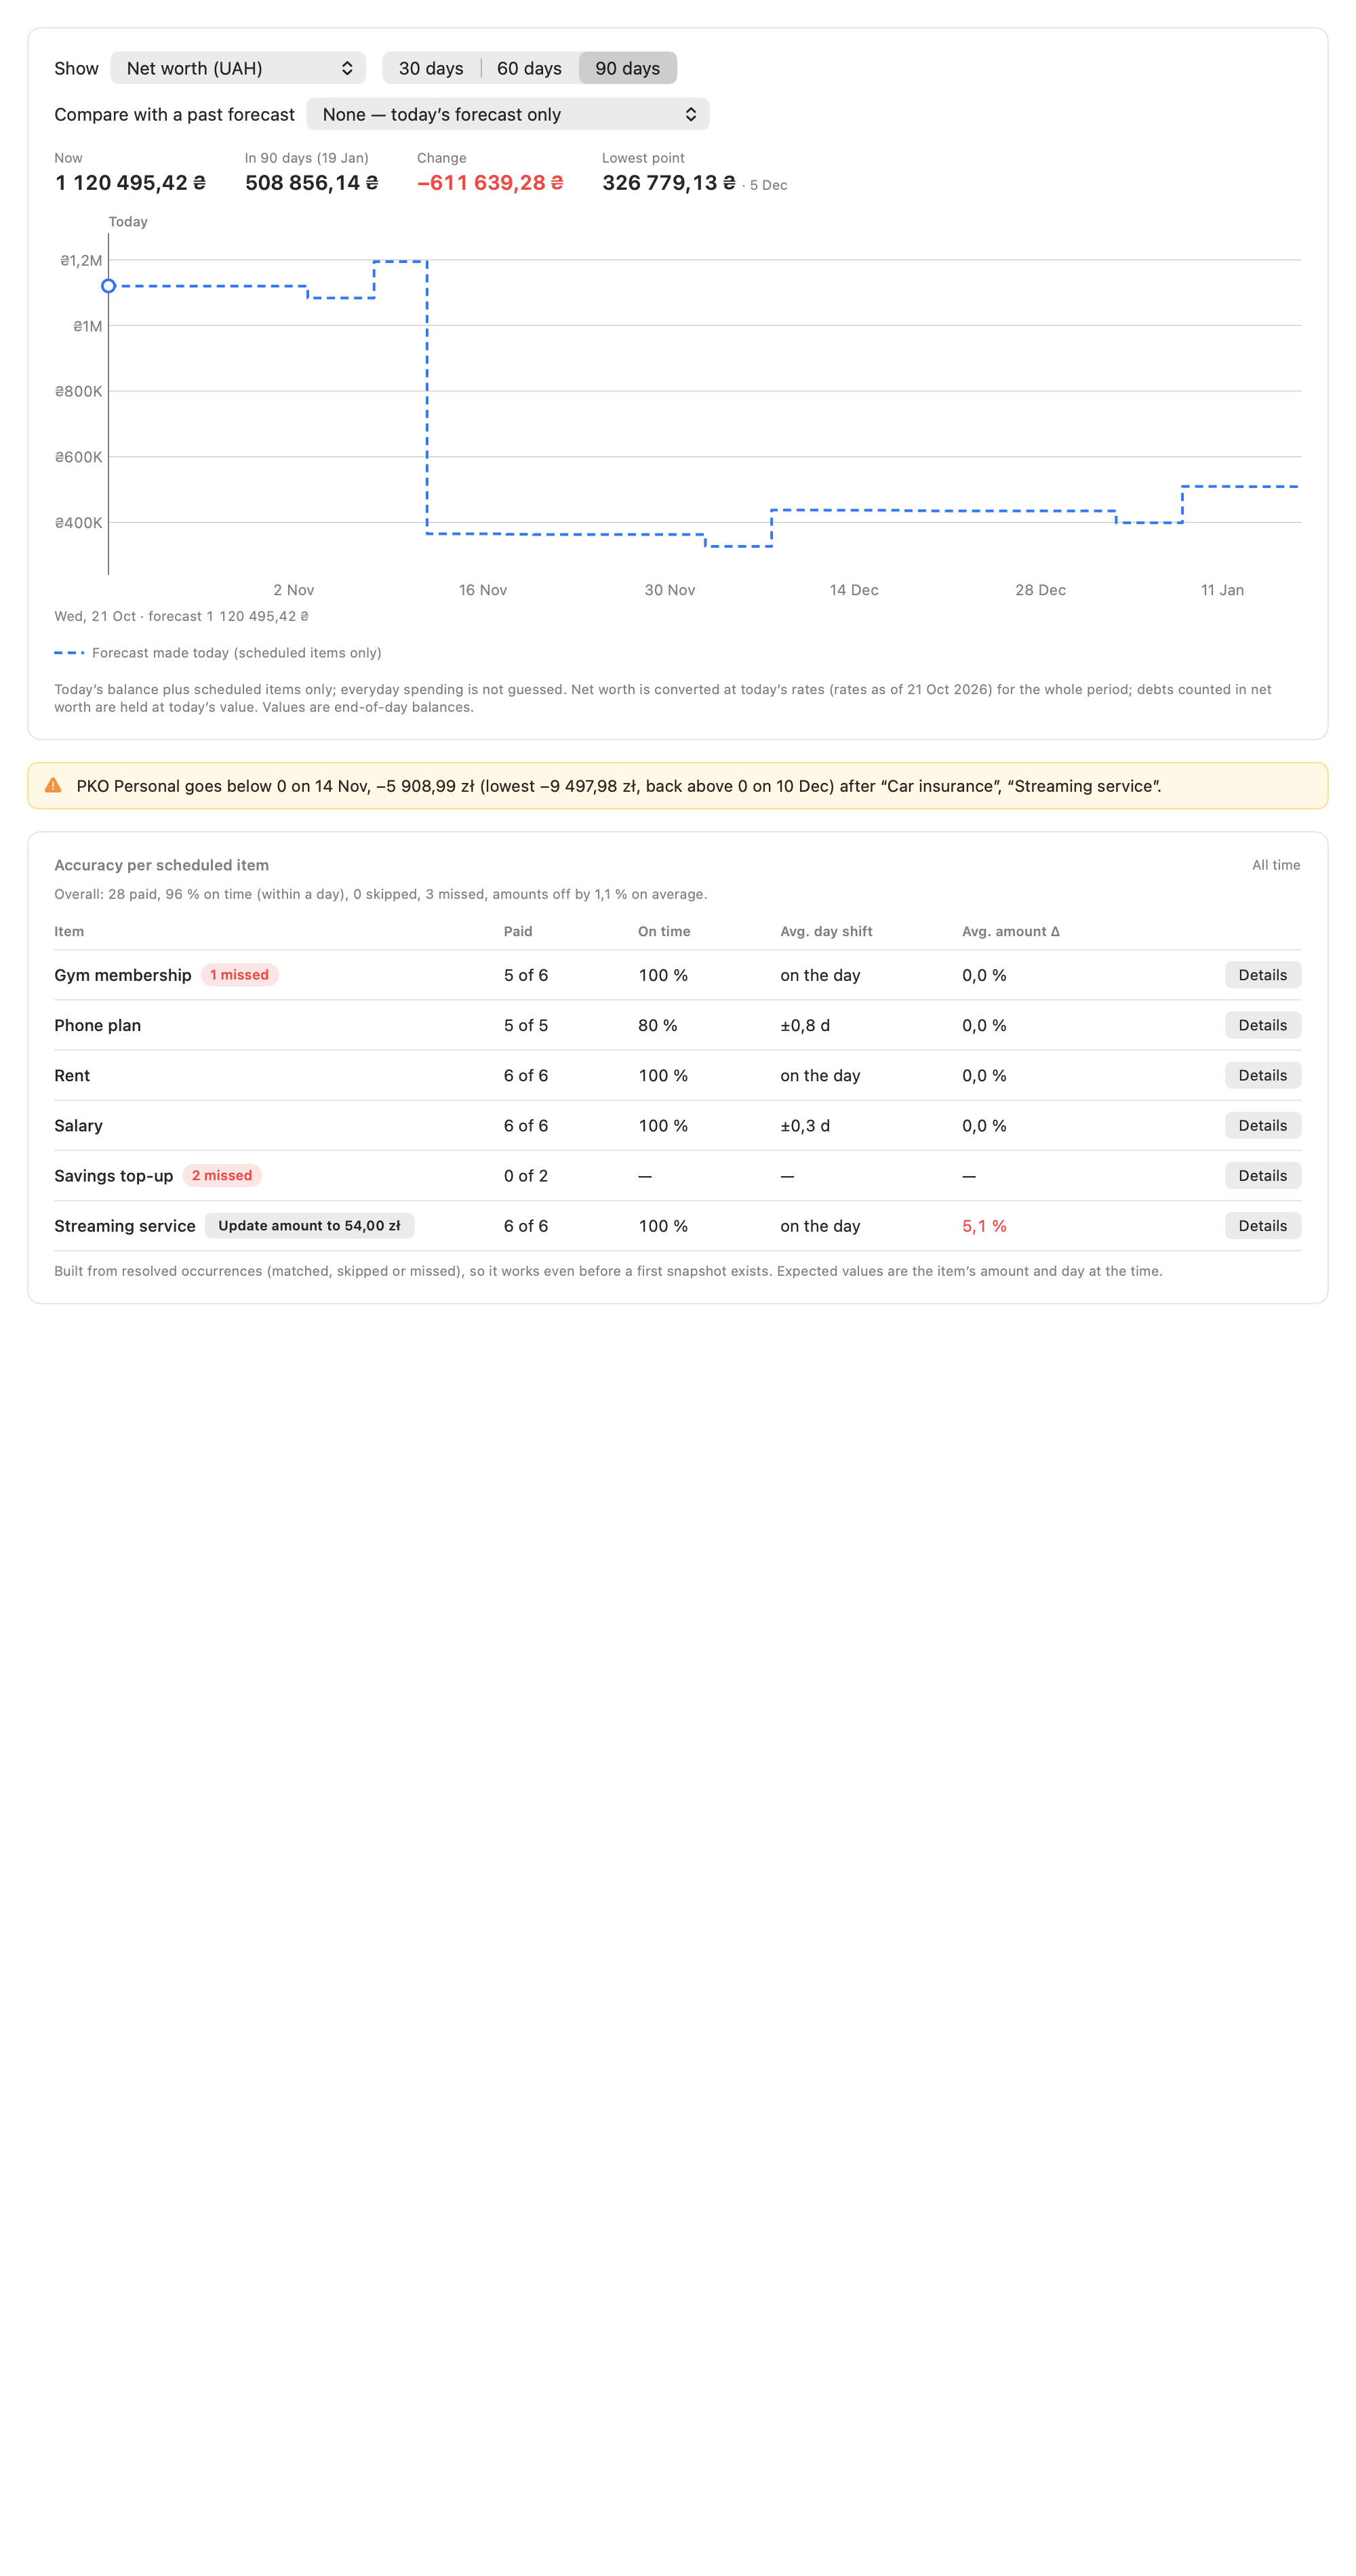 Show Net worth (UAH) 30 days 60 days 90 days
Compare with a past forecast None — today’s forecast only
Now In 90 days (19 Jan) Change Lowest point
1 120 495,42 ₴ 508 856,14 ₴ −611 639,28 ₴ 326 779,13 ₴ · 5 Dec
Today
₴1,2M
₴1M
₴800K
₴600K
₴400K
2 Nov 16 Nov 30 Nov 14 Dec 28 Dec 11 Jan
Wed, 21 Oct · forecast 1 120 495,42 ₴
Forecast made today (scheduled items only)
Today’s balance plus scheduled items only; everyday spending is not guessed. Net worth is converted at today’s rates (rates as of 21 Oct 2026) for the whole period; debts counted in net
worth are held at today’s value. Values are end-of-day balances.
PKO Personal goes below 0 on 14 Nov, −5 908,99 zł (lowest −9 497,98 zł, back above 0 on 10 Dec) after “Car insurance”, “Streaming service”.
Accuracy per scheduled item All time
Overall: 28 paid, 96 % on time (within a day), 0 skipped, 3 missed, amounts off by 1,1 % on average.
Item Paid On time Avg. day shift Avg. amount Δ
Gym membership 1 missed 5 of 6 100 % on the day 0,0 % Details
Phone plan 5 of 5 80 % ±0,8 d 0,0 % Details
Rent 6 of 6 100 % on the day 0,0 % Details
Salary 6 of 6 100 % ±0,3 d 0,0 % Details
Savings top-up 2 missed 0 of 2 — — — Details
Streaming service Update amount to 54,00 zł 6 of 6 100 % on the day 5,1 % Details
Built from resolved occurrences (matched, skipped or missed), so it works even before a first snapshot exists. Expected values are the item’s amount and day at the time.